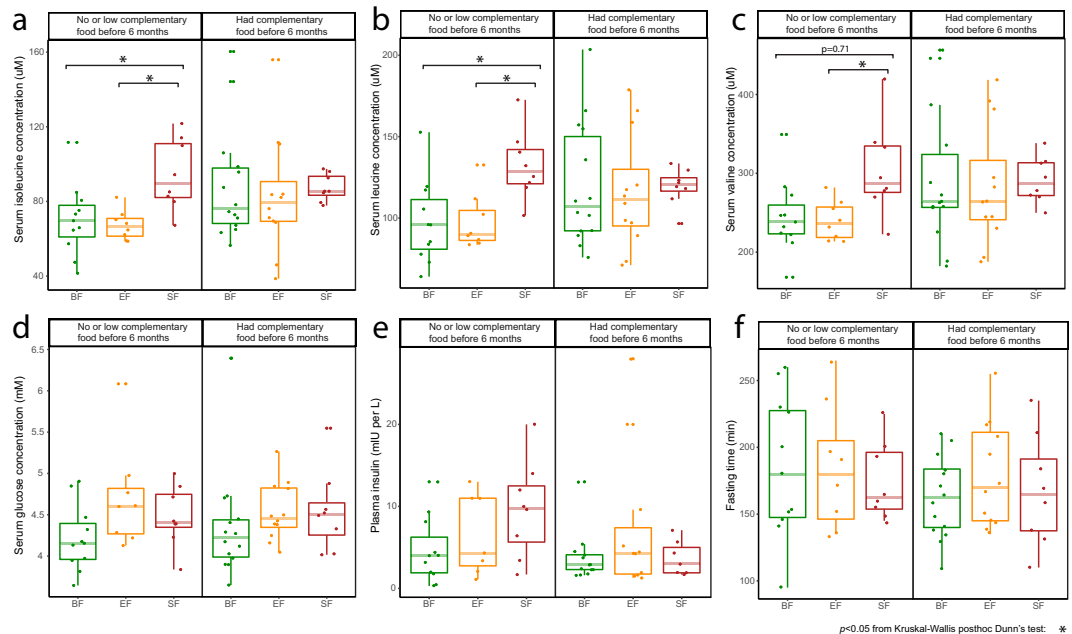 a
No or low complementary
food before 6 months
Had complementary
food before 6 months
Serum isoleucine concentration (uM)
160
120
80
40
*
*
BF
EF
SF
BF
EF
SF
b
No or low complementary
food before 6 months
Had complementary
food before 6 months
Serum leucine concentration (uM)
200
150
100
*
*
BF
EF
SF
BF
EF
SF
c
No or low complementary
food before 6 months
Had complementary
food before 6 months
Serum valine concentration (uM)
400
300
200
p=0.71
*
BF
EF
SF
BF
EF
SF
d
No or low complementary
food before 6 months
Had complementary
food before 6 months
Serum glucose concentration (mM)
6.5
6
5.5
5
4.5
4
BF
EF
SF
BF
EF
SF
e
No or low complementary
food before 6 months
Had complementary
food before 6 months
Plasma insulin (mIU per L)
20
10
0
BF
EF
SF
BF
EF
SF
f
No or low complementary
food before 6 months
Had complementary
food before 6 months
Fasting time (min)
250
200
150
100
BF
EF
SF
BF
EF
SF
p<0.05 from Kruskal-Wallis posthoc Dunn's test: *